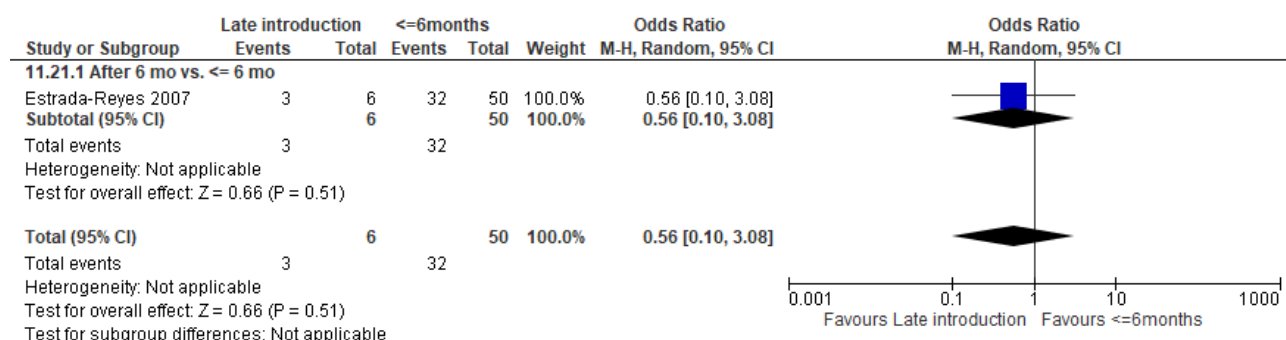 Late introduction <=6months Odds Ratio Odds Ratio
Study or Subgroup Events Total Events Total Weight M-H, Random, 95% CI M-H, Random, 95% CI
11.21.1 After 6 mo vs. <= 6 mo
Estrada-Reyes 2007 3 6 32 50 100.0% 0.56 [0.10, 3.08]
Subtotal (95% CI) 6 50 100.0% 0.56 [0.10, 3.08]
Total events 3 32
Heterogeneity: Not applicable
Test for overall effect: Z = 0.66 (P = 0.51)
Total (95% CI) 6 50 100.0% 0.56 [0.10, 3.08]
Total events 3 32
Heterogeneity: Not applicable
Test for overall effect: Z = 0.66 (P = 0.51)
Test for subgroup differences: Not applicable
0.001 0.1 1 10 1000
Favours Late introduction Favours <=6months